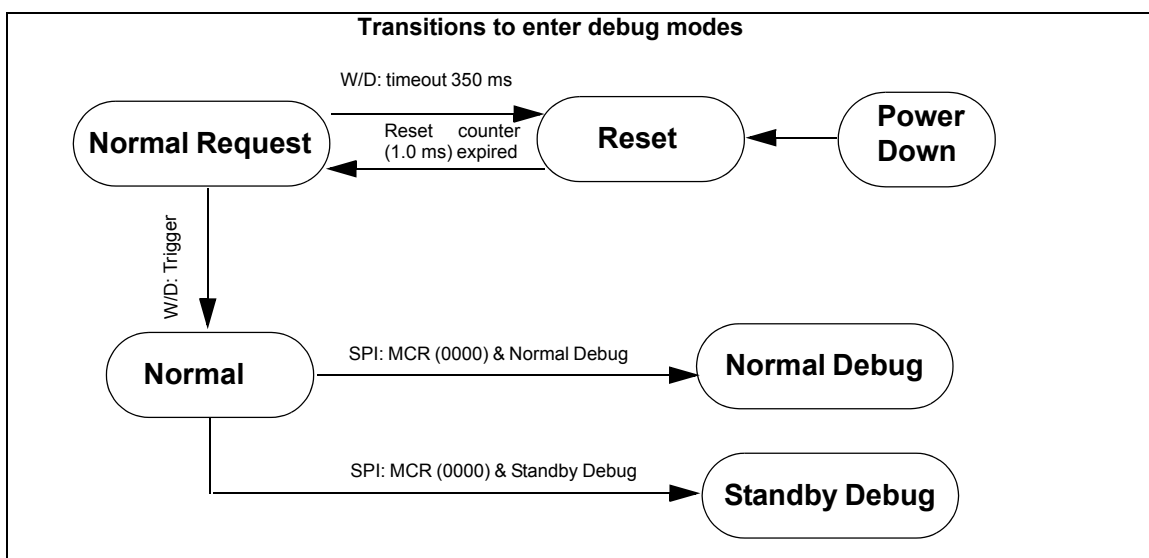 Transitions to enter debug modes
W/D: timeout 350 ms
Normal Request
Reset counter
(1.0 ms) expired
Reset
Power
Down
W/D: Trigger
Normal
SPI: MCR (0000) & Normal Debug
Normal Debug
SPI: MCR (0000) & Standby Debug
Standby Debug